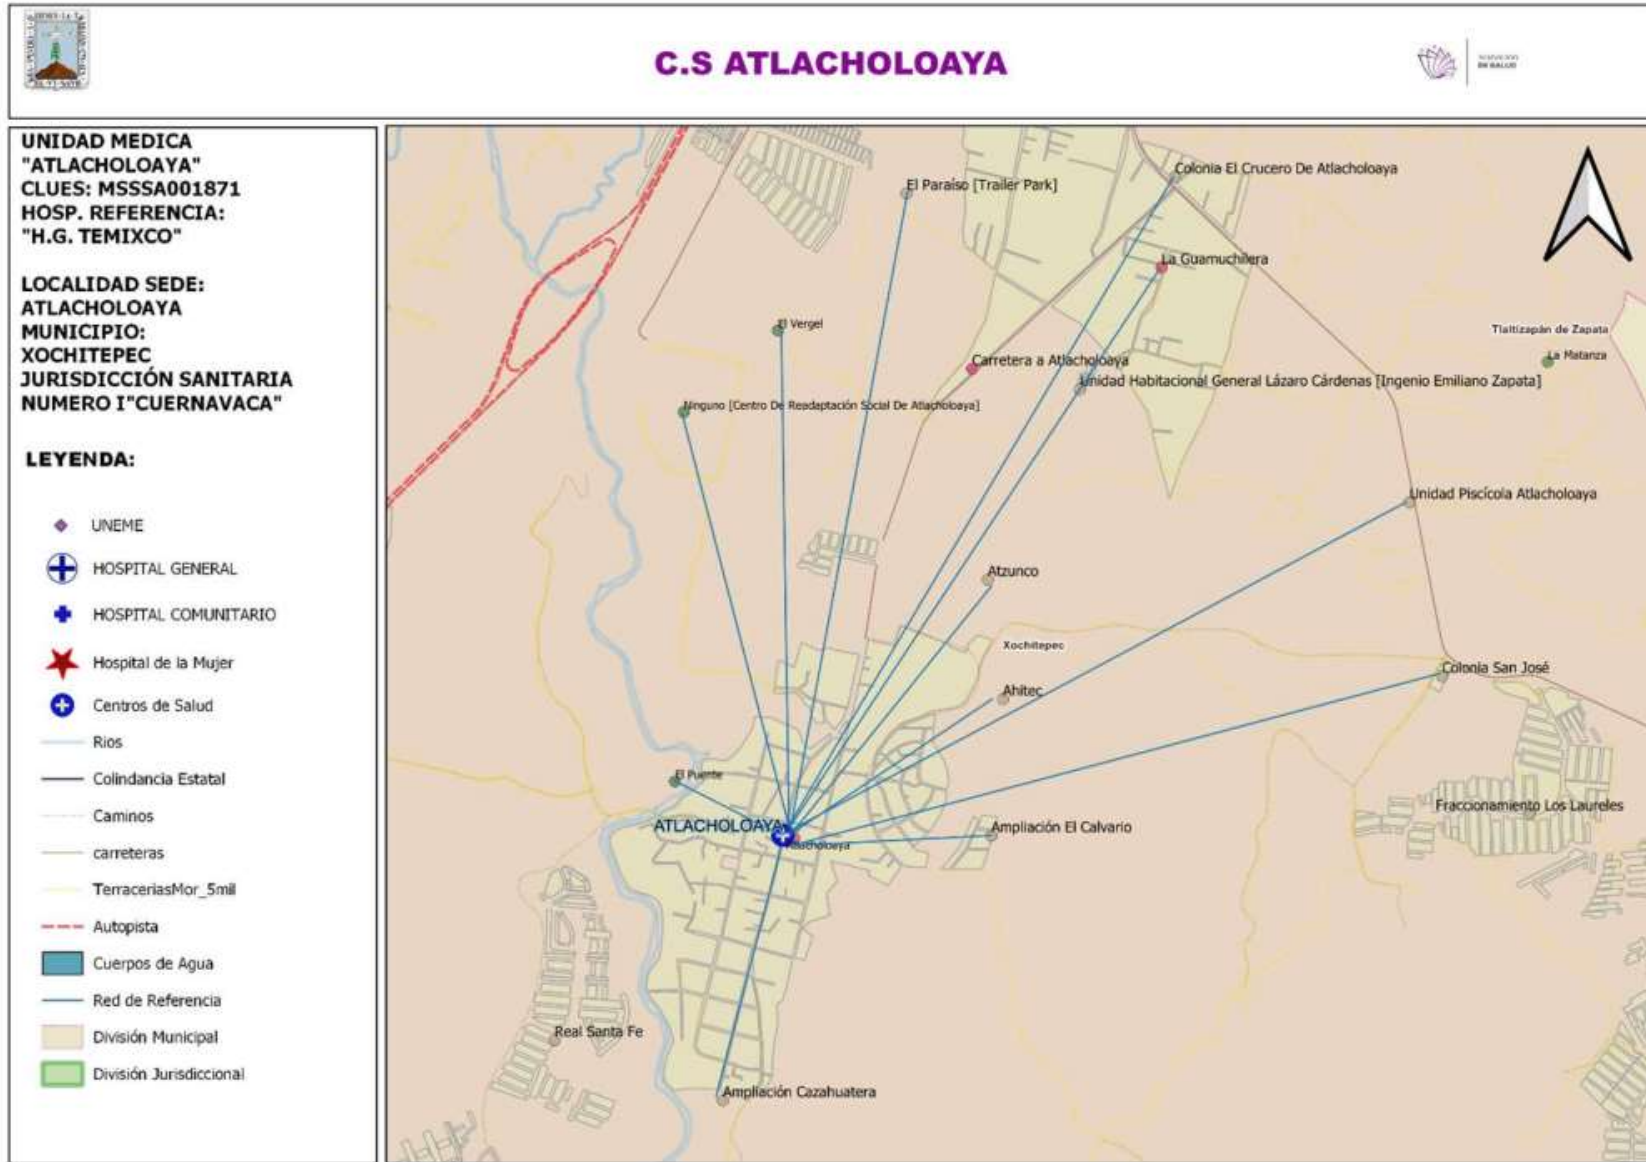 C.S ATLACHOLOAYA
UNIDAD MEDICA
"ATLACHOLOAYA"
CLUES: MSSSA001871
HOSP. REFERENCIA:
"H.G. TEMIXCO"
LOCALIDAD SEDE:
ATLACHOLOAYA
MUNICIPIO:
XOCHITEPEC
JURISDICCIÓN SANITARIA
NUMERO I"CUERNAVACA"
LEYENDA:
UNEME
HOSPITAL GENERAL
HOSPITAL COMUNITARIO
Hospital de la Mujer
Centros de Salud
Rios
Colindancia Estatal
Caminos
carreteras
TerraceriasMor_5mil
Autopista
Cuerpos de Agua
Red de Referencia
División Municipal
División Jurisdiccional
Colonia El Crucero De Atlacholoaya
El Paraíso [Trailer Park]
La Guamuchilera
El Vergel
Tlaltizapán de Zapata
La Matanza
Carretera a Atlacholoaya
Unidad Habitacional General Lázaro Cárdenas [Ingenio Emiliano Zapata]
Ninguno [Centro De Readaptación Social De Atlacholoaya]
Unidad Piscícola Atlacholoaya
Atzunco
Xochitepec
Colonia San José
Ahitec
El Puente
Fraccionamiento Los Laureles
ATLACHOLOAYA
Ampliación El Calvario
Atlacholoaya
Real Santa Fe
Ampliación Cazahuatera